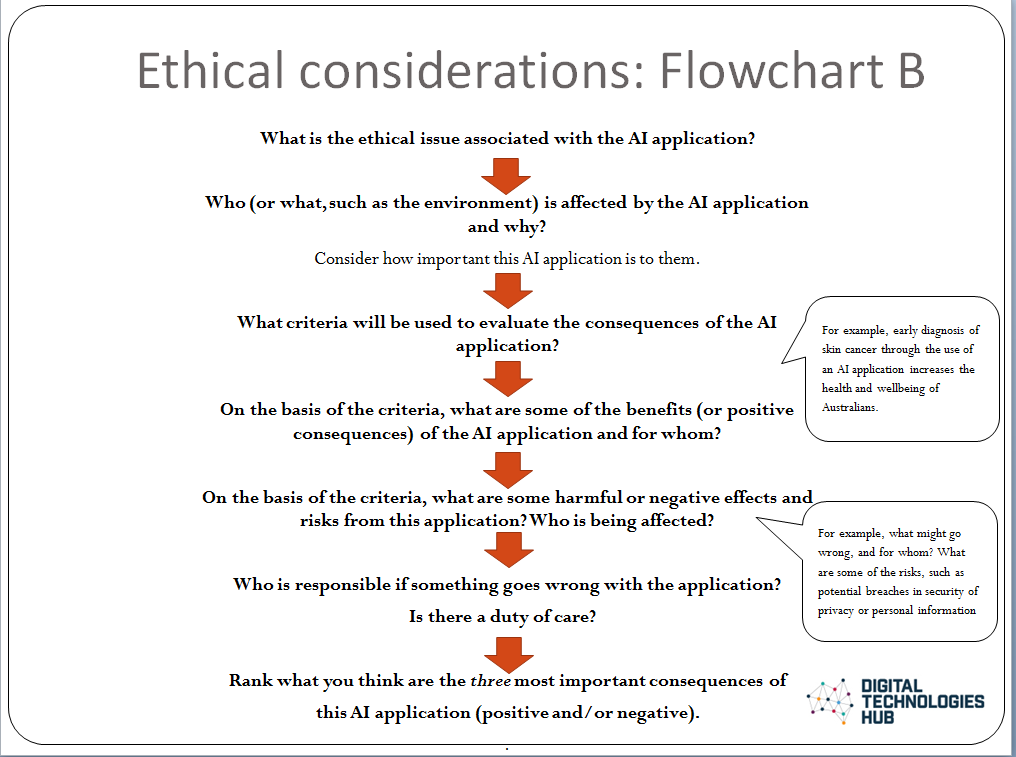 Ethical considerations: Flowchart B
What is the ethical issue associated with the AI application?
Who (or what, such as the environment) is affected by the AI application
and why?
Consider how important this AI application is to them.
What criteria will be used to evaluate the consequences of the AI
application?
For example, early diagnosis of
skin cancer through the use of
an AI application increases the
health and wellbeing of
Australians.
On the basis of the criteria, what are some of the benefits (or positive
consequences) of the AI application and for whom?
On the basis of the criteria, what are some harmful or negative effects and
risks from this application? Who is being affected?
For example, what might go
wrong, and for whom? What
are some of the risks, such as
potential breaches in security of
privacy or personal information
Who is responsible if something goes wrong with the application?
Is there a duty of care?
Rank what you think are the three most important consequences of
this AI application (positive and/or negative).
.
DIGITAL
TECHNOLOGIES
HUB